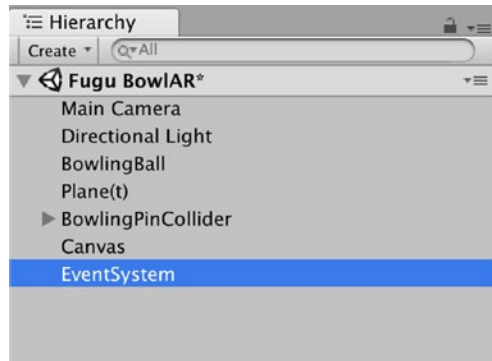 Hierarchy
Create All
Fugu BowlAR*
Main Camera
Directional Light
BowlingBall
Plane(t)
BowlingPinCollider
Canvas
EventSystem